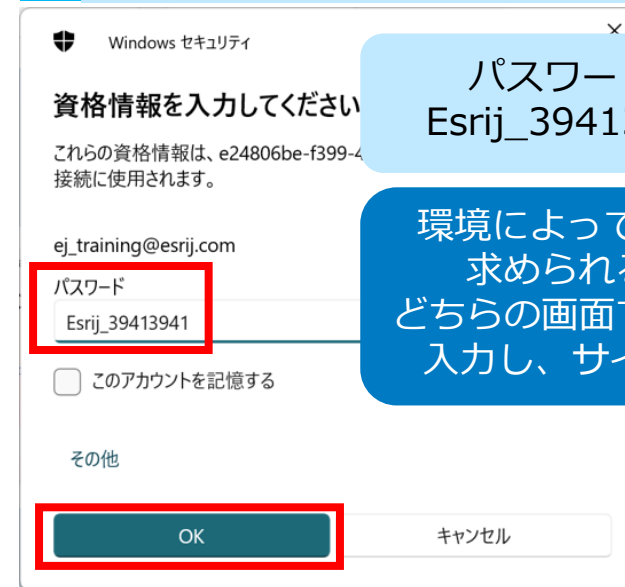 Windows セキュリティ
資格情報を入力してください
これらの資格情報は、e24806be-f399-4
接続に使用されます。
ej_training@esrij.com
パスワード
Esrij_39413941
このアカウントを記憶する
その他
OK
キャンセル
パスワー
Esrij_39413
環境によって
求められ
どちらの画面
入力し、サイ